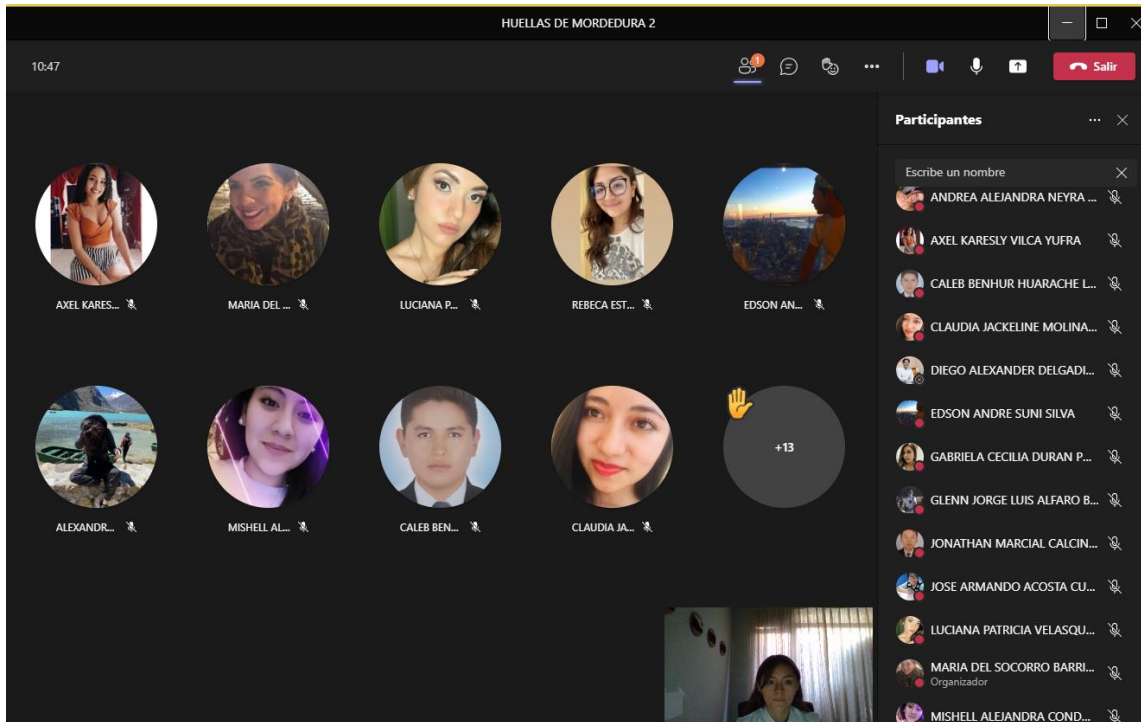 HUELLAS DE MORDEDURA 2
10:47
1
Salir
AXEL KARES...
MARIA DEL ...
LUCIANA P...
REBECA EST...
EDSON AN...
ALEXANDR...
MISHELL AL...
CALEB BEN...
CLAUDIA JA...
+13
Participantes
Escribe un nombre
ANDREA ALEJANDRA NEYRA ...
AXEL KARESLY VILCA YUFRA
CALEB BENHUR HUARACHE L...
CLAUDIA JACKELINE MOLINA...
DIEGO ALEXANDER DELGADI...
EDSON ANDRE SUNI SILVA
GABRIELA CECILIA DURAN P...
GLENN JORGE LUIS ALFARO B...
JONATHAN MARCIAL CALCIN...
JOSE ARMANDO ACOSTA CU...
LUCIANA PATRICIA VELASQU...
MARIA DEL SOCORRO BARRI...
Organizador
MISHELL ALEJANDRA COND...